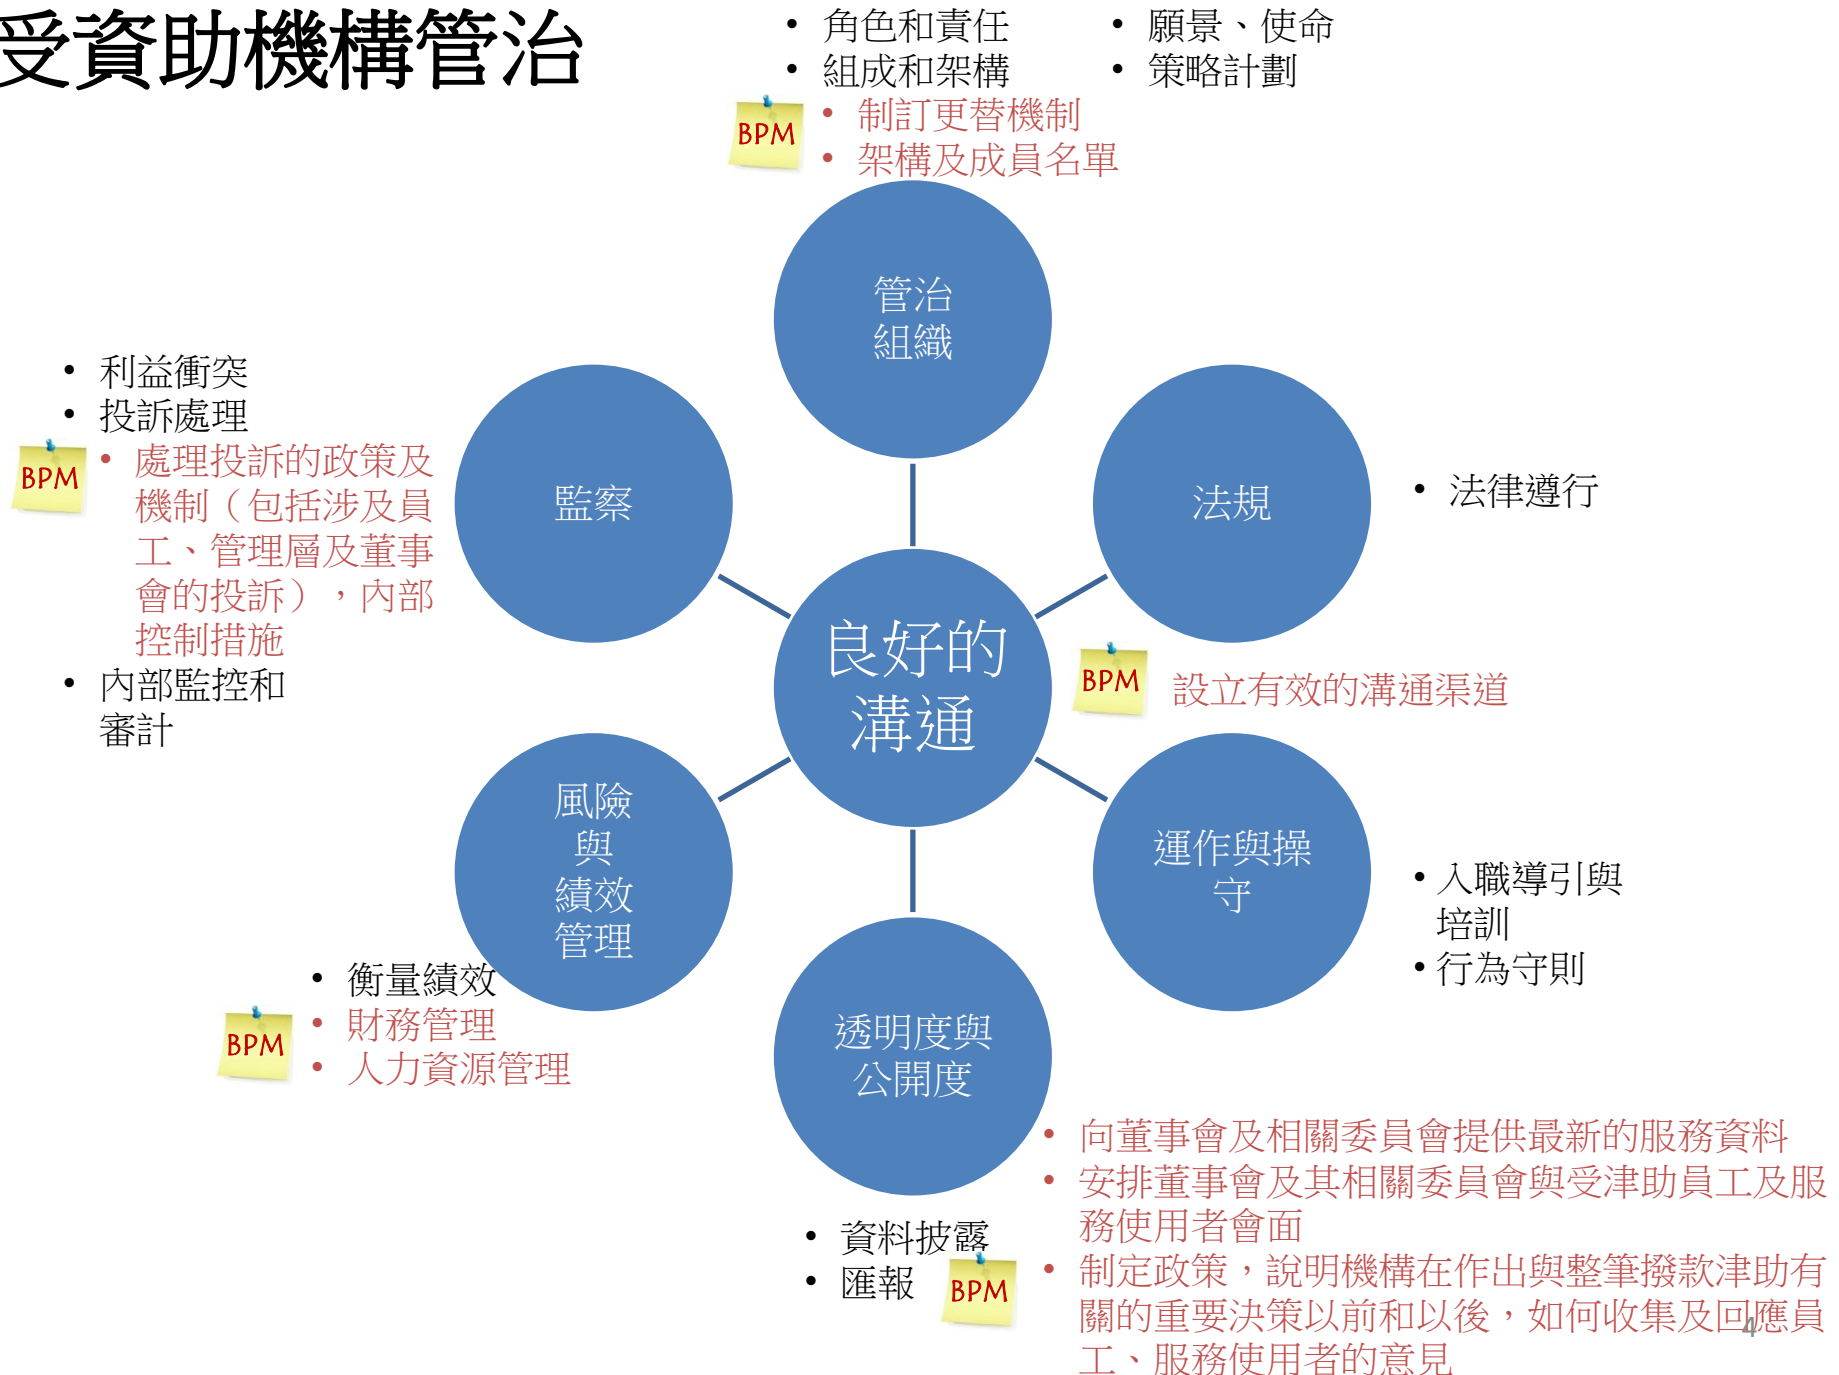 受資助機構管治
• 角色和責任
• 組成和架構
• 願景、使命
• 策略計劃
BPM
• 制訂更替機制
• 架構及成員名單
管治
組織
• 利益衝突
• 投訴處理
BPM
• 處理投訴的政策及
機制（包括涉及員
工、管理層及董事
會的投訴），內部
控制措施
• 內部監控和
審計
監察
法規
• 法律遵行
良好的
溝通
BPM
設立有效的溝通渠道
風險
與
績效
管理
• 衡量績效
BPM
• 財務管理
• 人力資源管理
運作與操
守
• 入職導引與
培訓
• 行為守則
透明度與
公開度
• 資料披露
• 匯報
BPM
• 向董事會及相關委員會提供最新的服務資料
• 安排董事會及其相關委員會與受津助員工及服
務使用者會面
• 制定政策，說明機構在作出與整筆撥款津助有
關的重要決策以前和以後，如何收集及回應員
工、服務使用者的意見
4